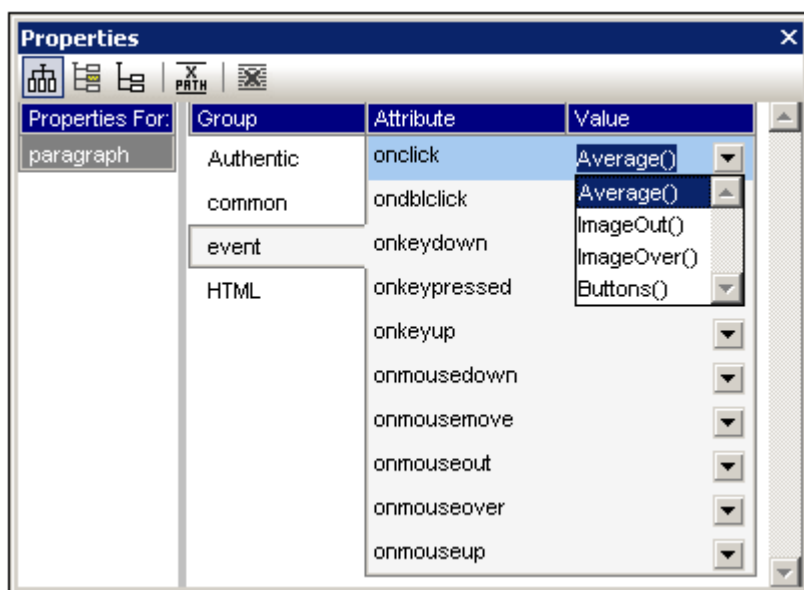 Properties
X
PATH
Properties For: Group Attribute Value
paragraph Authentic onclick Average()
common ondblclick Average()
ImageOut()
event onkeydown ImageOver()
HTML onkeypressed Buttons()
onkeyup
onmousedown
onmousemove
onmouseout
onmouseover
onmouseup